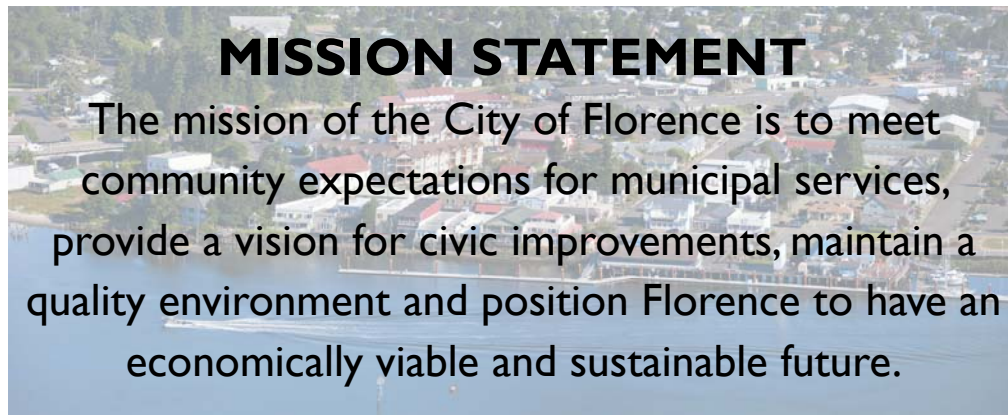 MISSION STATEMENT
The mission of the City of Florence is to meet
community expectations for municipal services,
provide a vision for civic improvements, maintain a
quality environment and position Florence to have an
economically viable and sustainable future.